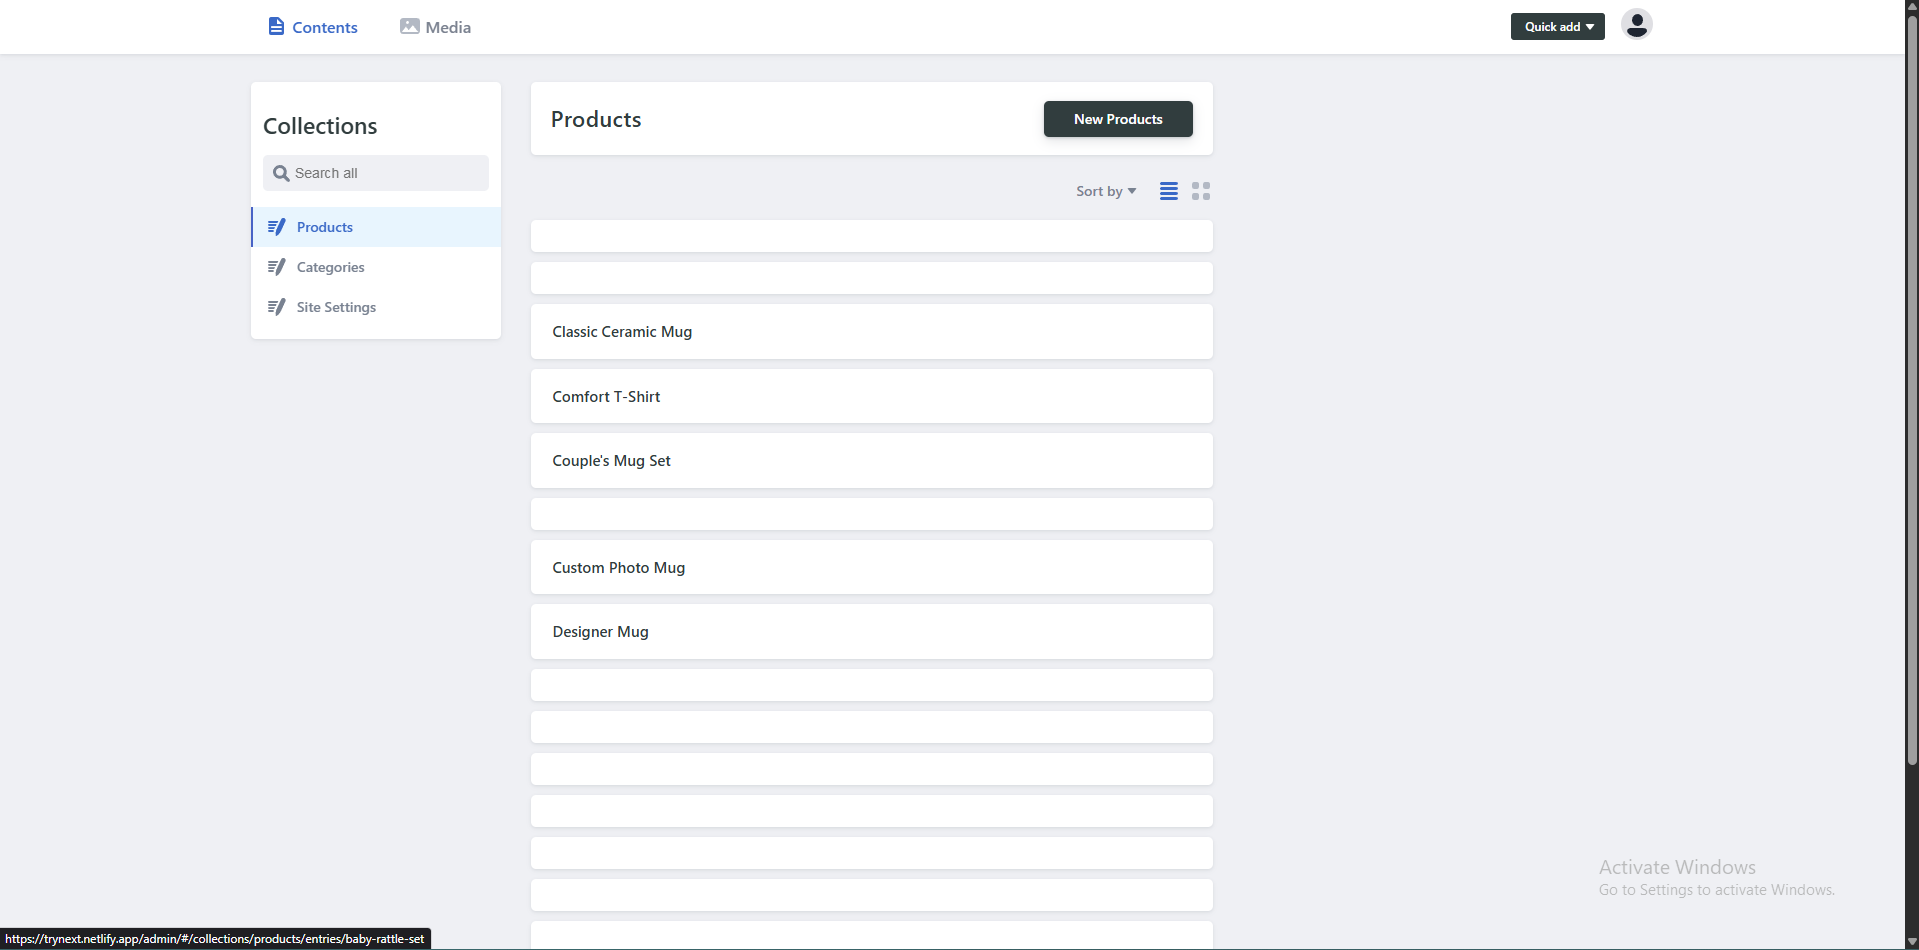 Contents
Media
Quick add
Collections
Search all
Products
Categories
Site Settings
Products
New Products
Sort by
Classic Ceramic Mug
Comfort T-Shirt
Couple's Mug Set
Custom Photo Mug
Designer Mug
Activate Windows
Go to Settings to activate Windows.
https://trynext.netlify.app/admin/#/collections/products/entries/baby-rattle-set